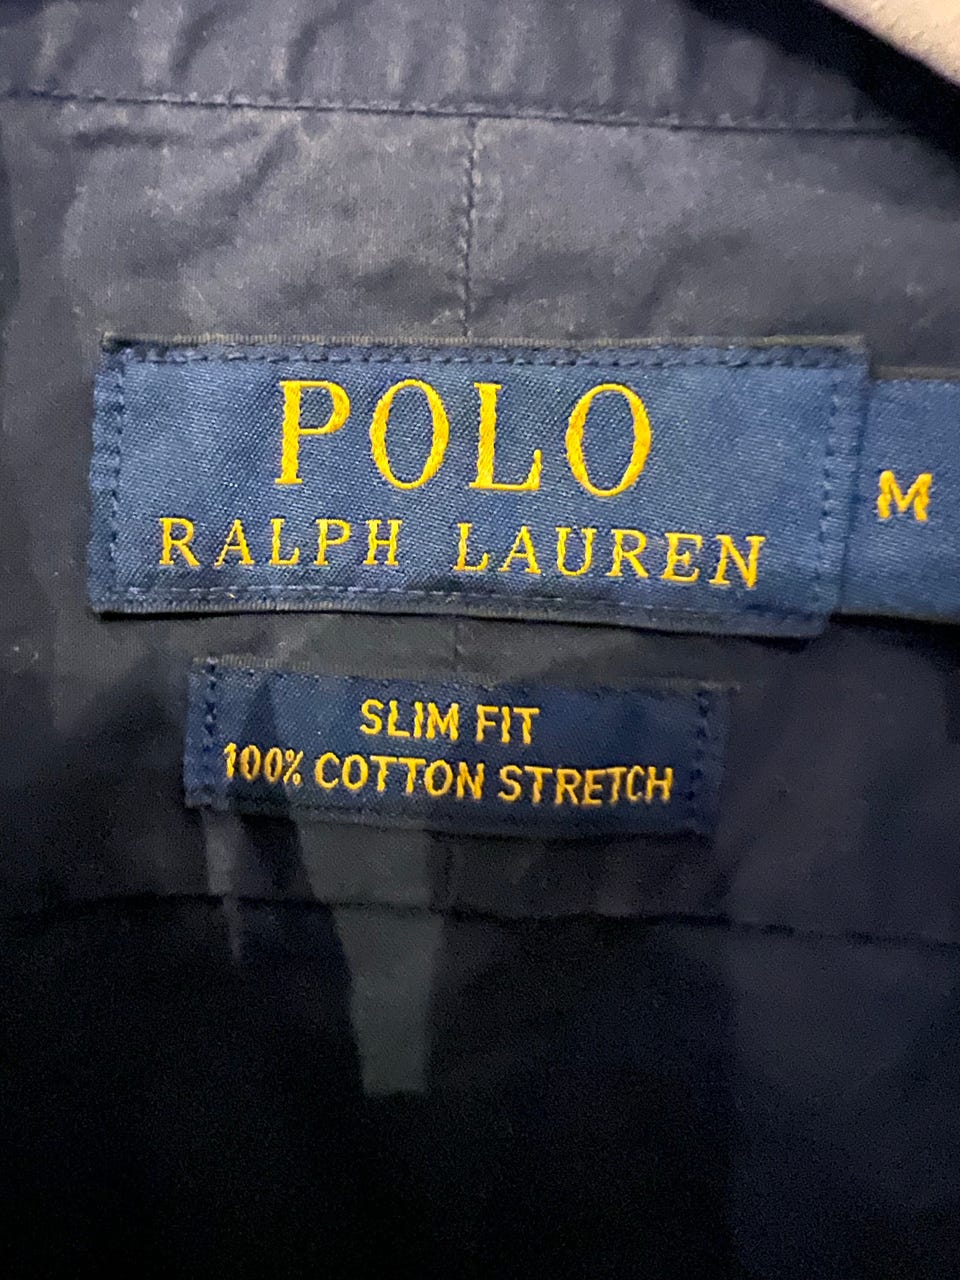 POLO
RALPH LAUREN
M
SLIM FIT
100% COTTON STRETCH